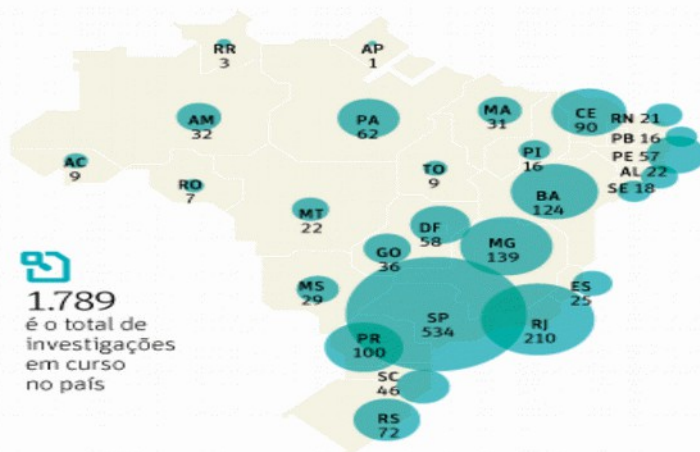 RR
3
AP
1
AM
32
PA
62
MA
31
CE
90
RN 21
PB 16
PE 57
AL 22
SE 18
PI
16
AC
9
RO
7
TO
9
MT
22
BA
124
DF
58
GO
36
MG
139
MS
29
ES
25
SP
534
RJ
210
PR
100
SC
46
RS
72
1.789
é o total de
investigações
em curso
no país